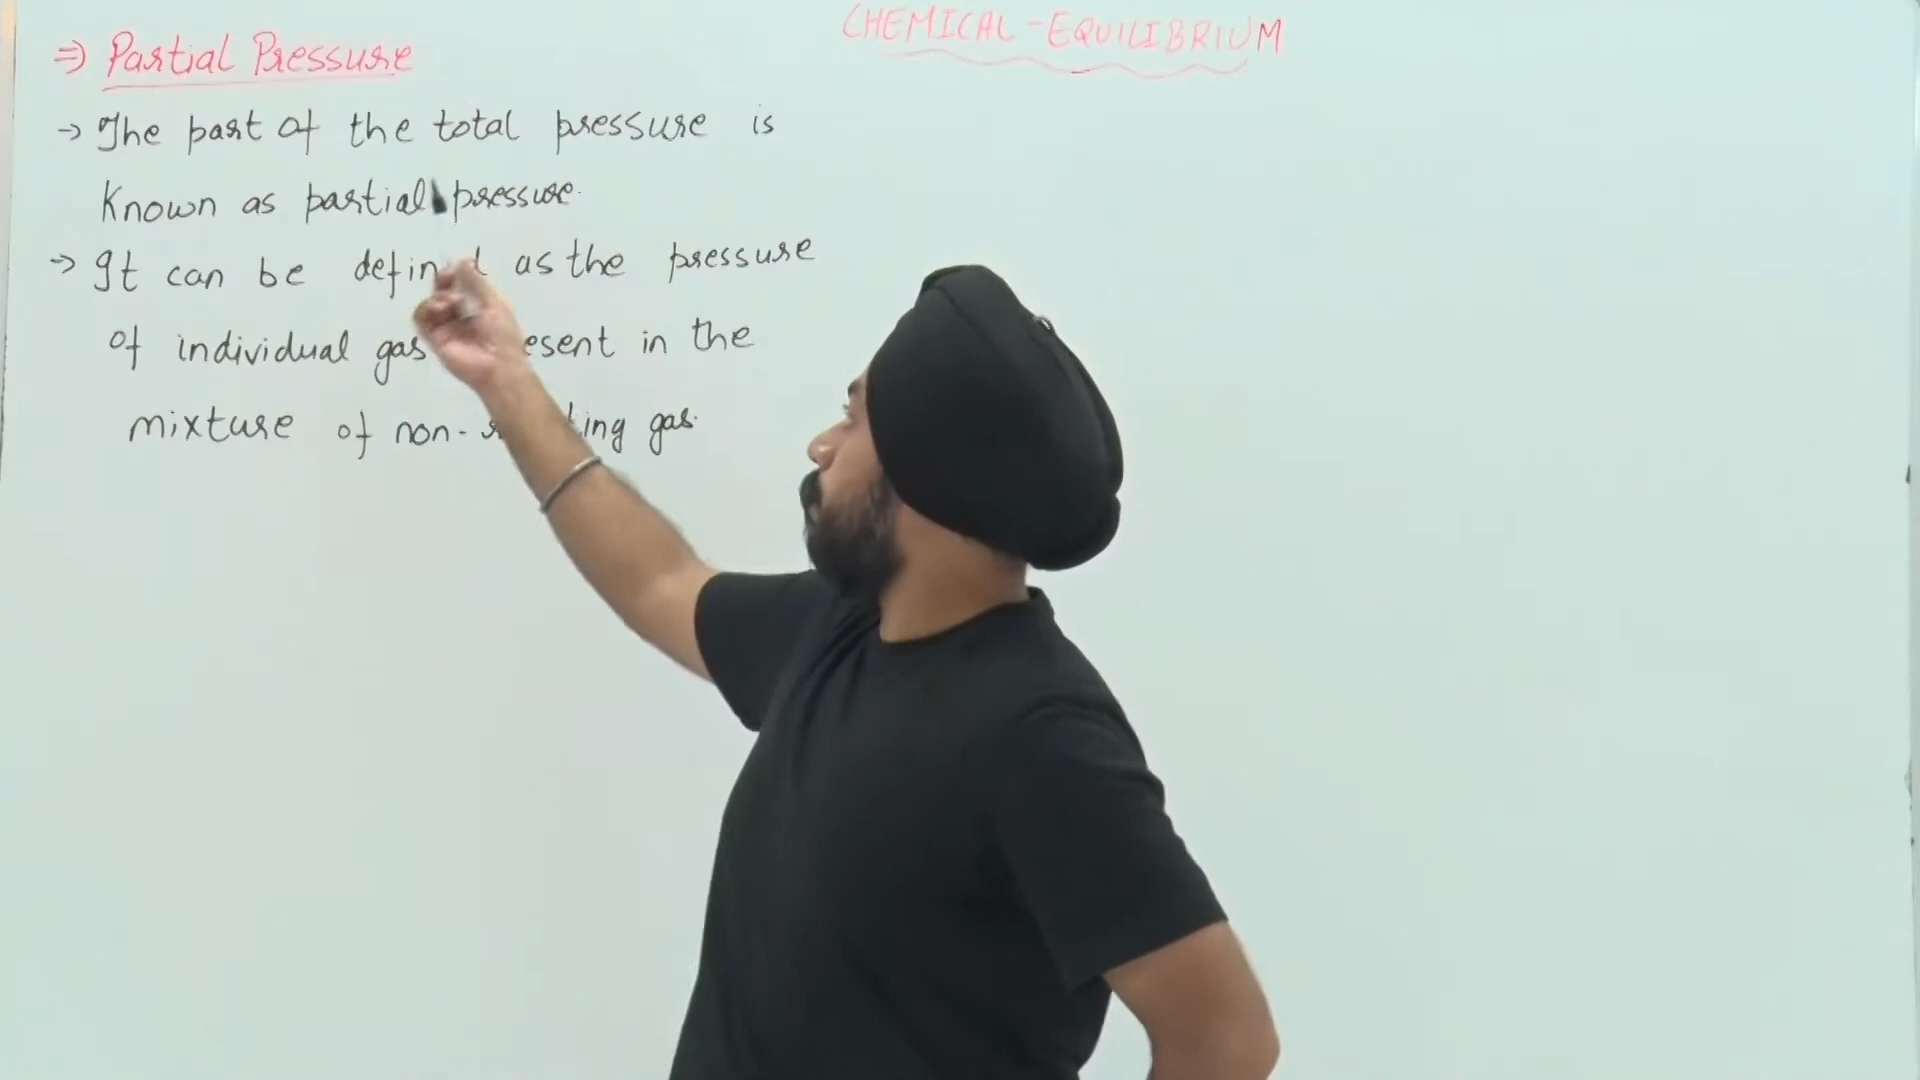 CHEMICAL-EQUILIBRIUM
⇒ Partial Pressure
→ The part of the total pressure is
known as partial pressure.
→ It can be defined as the pressure
of individual gas in the
mixture of non- gas.